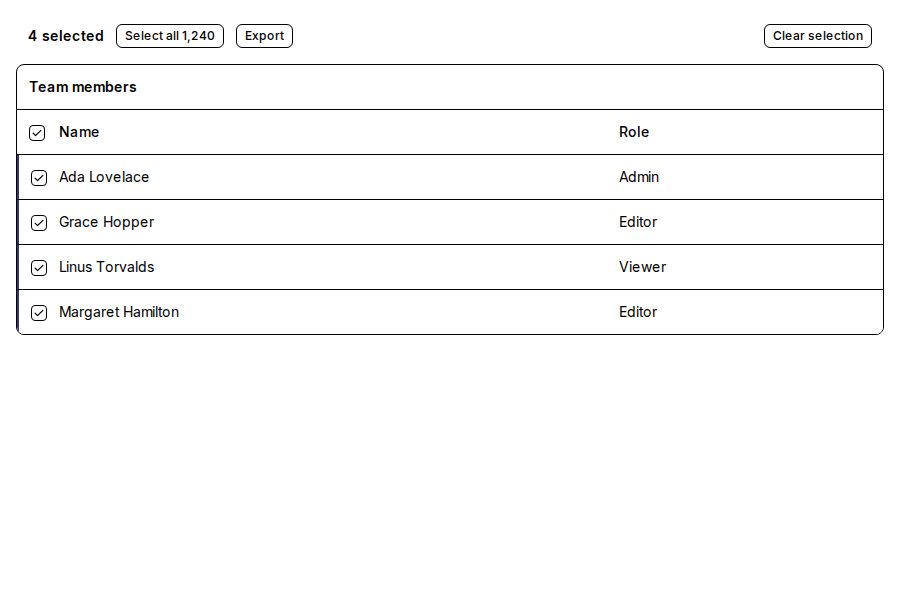 4 selected Select all 1,240 Export Clear selection
Team members
Name Role
Ada Lovelace Admin
Grace Hopper Editor
Linus Torvalds Viewer
Margaret Hamilton Editor